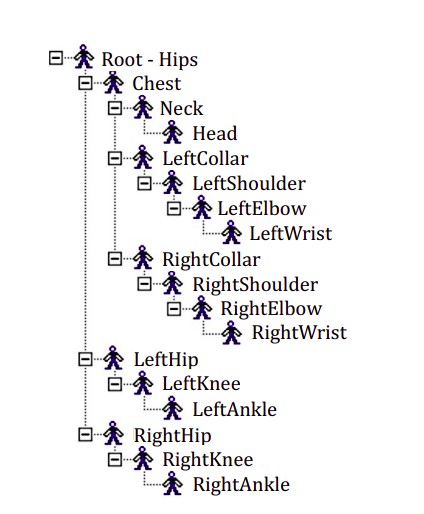 Root - Hips
Chest
Neck
Head
LeftCollar
LeftShoulder
LeftElbow
LeftWrist
RightCollar
RightShoulder
RightElbow
RightWrist
LeftHip
LeftKnee
LeftAnkle
RightHip
RightKnee
RightAnkle